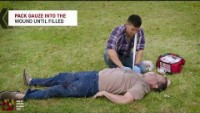 PACK GAUZE INTO THE
WOUND UNTIL FILLED